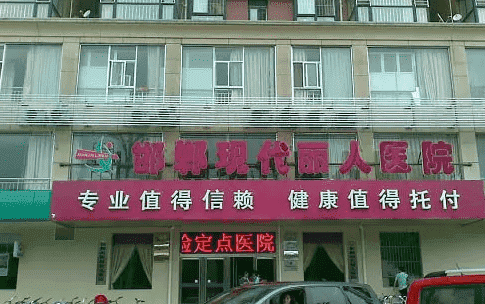 邯郸现代丽人医院
专业值得信赖 健康值得托付
检定点医院